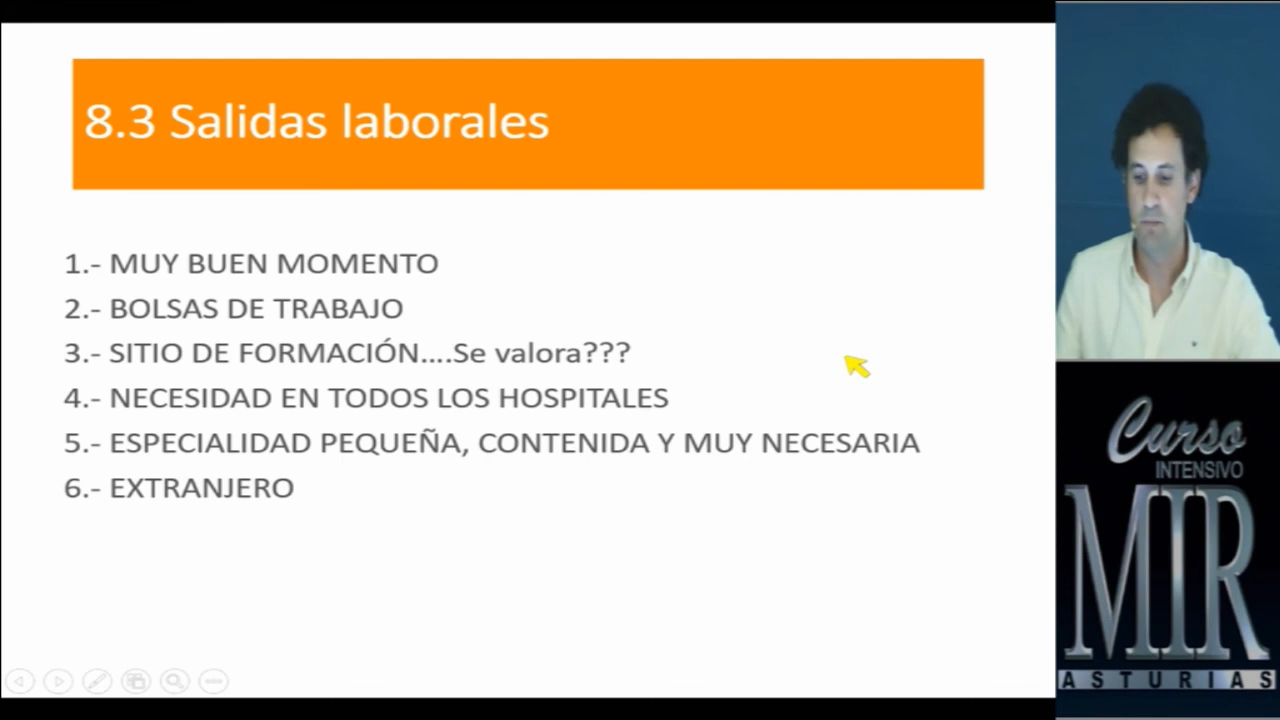 8.3 Salidas laborales
1.- MUY BUEN MOMENTO
2.- BOLSAS DE TRABAJO
3.- SITIO DE FORMACIÓN....Se valora???
4.- NECESIDAD EN TODOS LOS HOSPITALES
5.- ESPECIALIDAD PEQUEÑA, CONTENIDA Y MUY NECESARIA
6.- EXTRANJERO
Curso
INTENSIVO
MIR
ASTURIAS